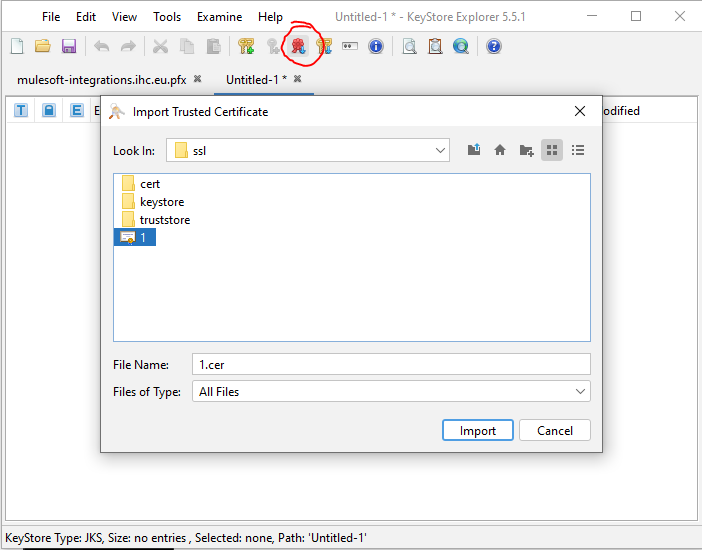 File Edit View Tools Examine Help Untitled-1 * - KeyStore Explorer 5.5.1
mulesoft-integrations.ihc.eu.pfx Untitled-1 *
T E E odified
Import Trusted Certificate
Look In: ssl
cert
keystore
truststore
1
File Name: 1.cer
Files of Type: All Files
Import Cancel
KeyStore Type: JKS, Size: no entries , Selected: none, Path: 'Untitled-1'